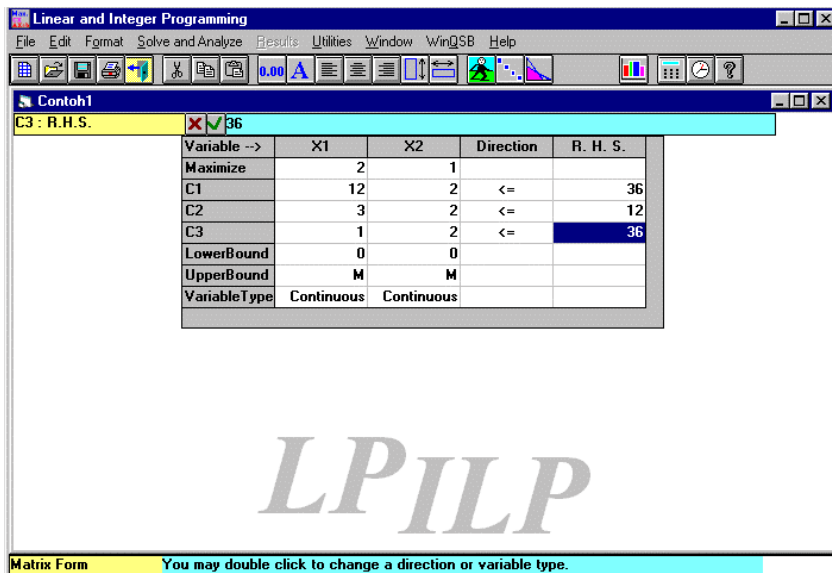 Linear and Integer Programming
File Edit Format Solve and Analyze Results Utilities Window WinQSB Help
0.00 A
Contoh1
C3 : R.H.S. 36
Variable --> X1 X2 Direction R. H. S.
Maximize 2 1
C1 12 2 <= 36
C2 3 2 <= 12
C3 1 2 <= 36
LowerBound 0 0
UpperBound M M
VariableType Continuous Continuous
LPILP
Matrix Form You may double click to change a direction or variable type.